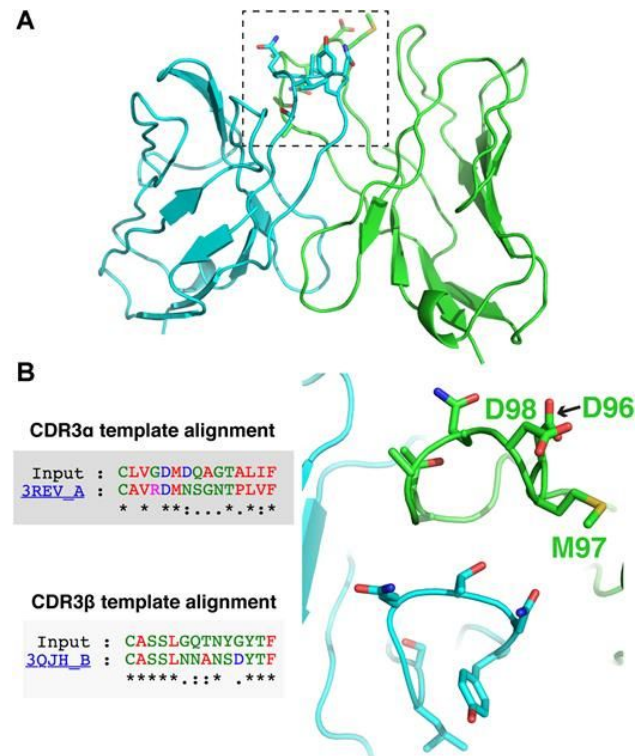 A
B
CDR3α template alignment
Input : CLVGDMDQAGTALIF
3REV_A : CAVRDMNSGNTPLVF
* * **:...*.*:*
CDR3β template alignment
Input : CASSLGQTNYGYTF
3QJH_B : CASSLNNANSDYTF
*****.::* .***
D98
D96
M97